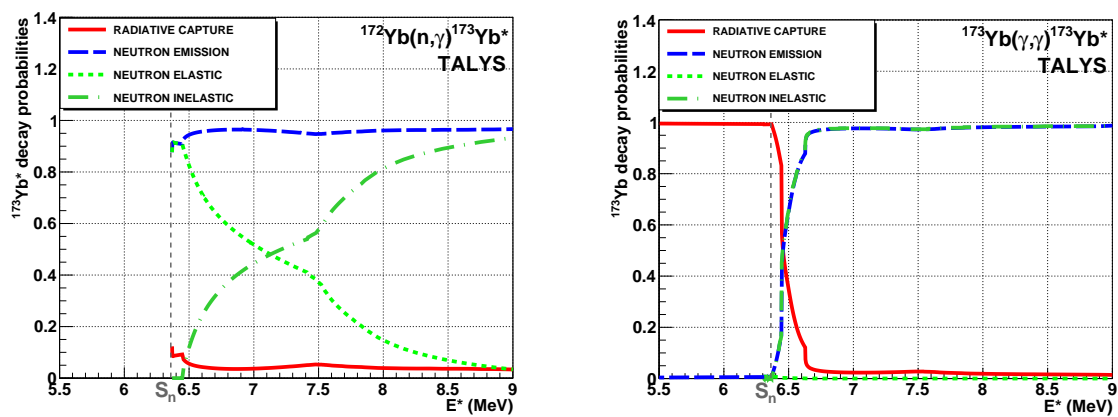 RADIATIVE CAPTURE
NEUTRON EMISSION
NEUTRON ELASTIC
NEUTRON INELASTIC
¹⁷²Yb(n,γ)¹⁷³Yb*
TALYS
¹⁷³Yb* decay probabilities
1.4
1.2
1
0.8
0.6
0.4
0.2
0
5.5
6
Sₙ
6.5
7
7.5
8
8.5
9
E* (MeV)
RADIATIVE CAPTURE
NEUTRON EMISSION
NEUTRON ELASTIC
NEUTRON INELASTIC
¹⁷³Yb(γ,γ)¹⁷³Yb*
TALYS
¹⁷³Yb decay probabilities
1.4
1.2
1
0.8
0.6
0.4
0.2
0
5.5
6
Sₙ
6.5
7
7.5
8
8.5
9
E* (MeV)